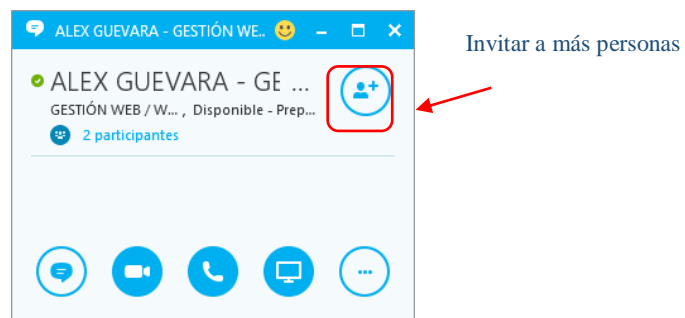 ALEX GUEVARA - GESTIÓN WE..
Invitar a más personas
ALEX GUEVARA - GE ...
GESTIÓN WEB / W... , Disponible - Prep...
2 participantes